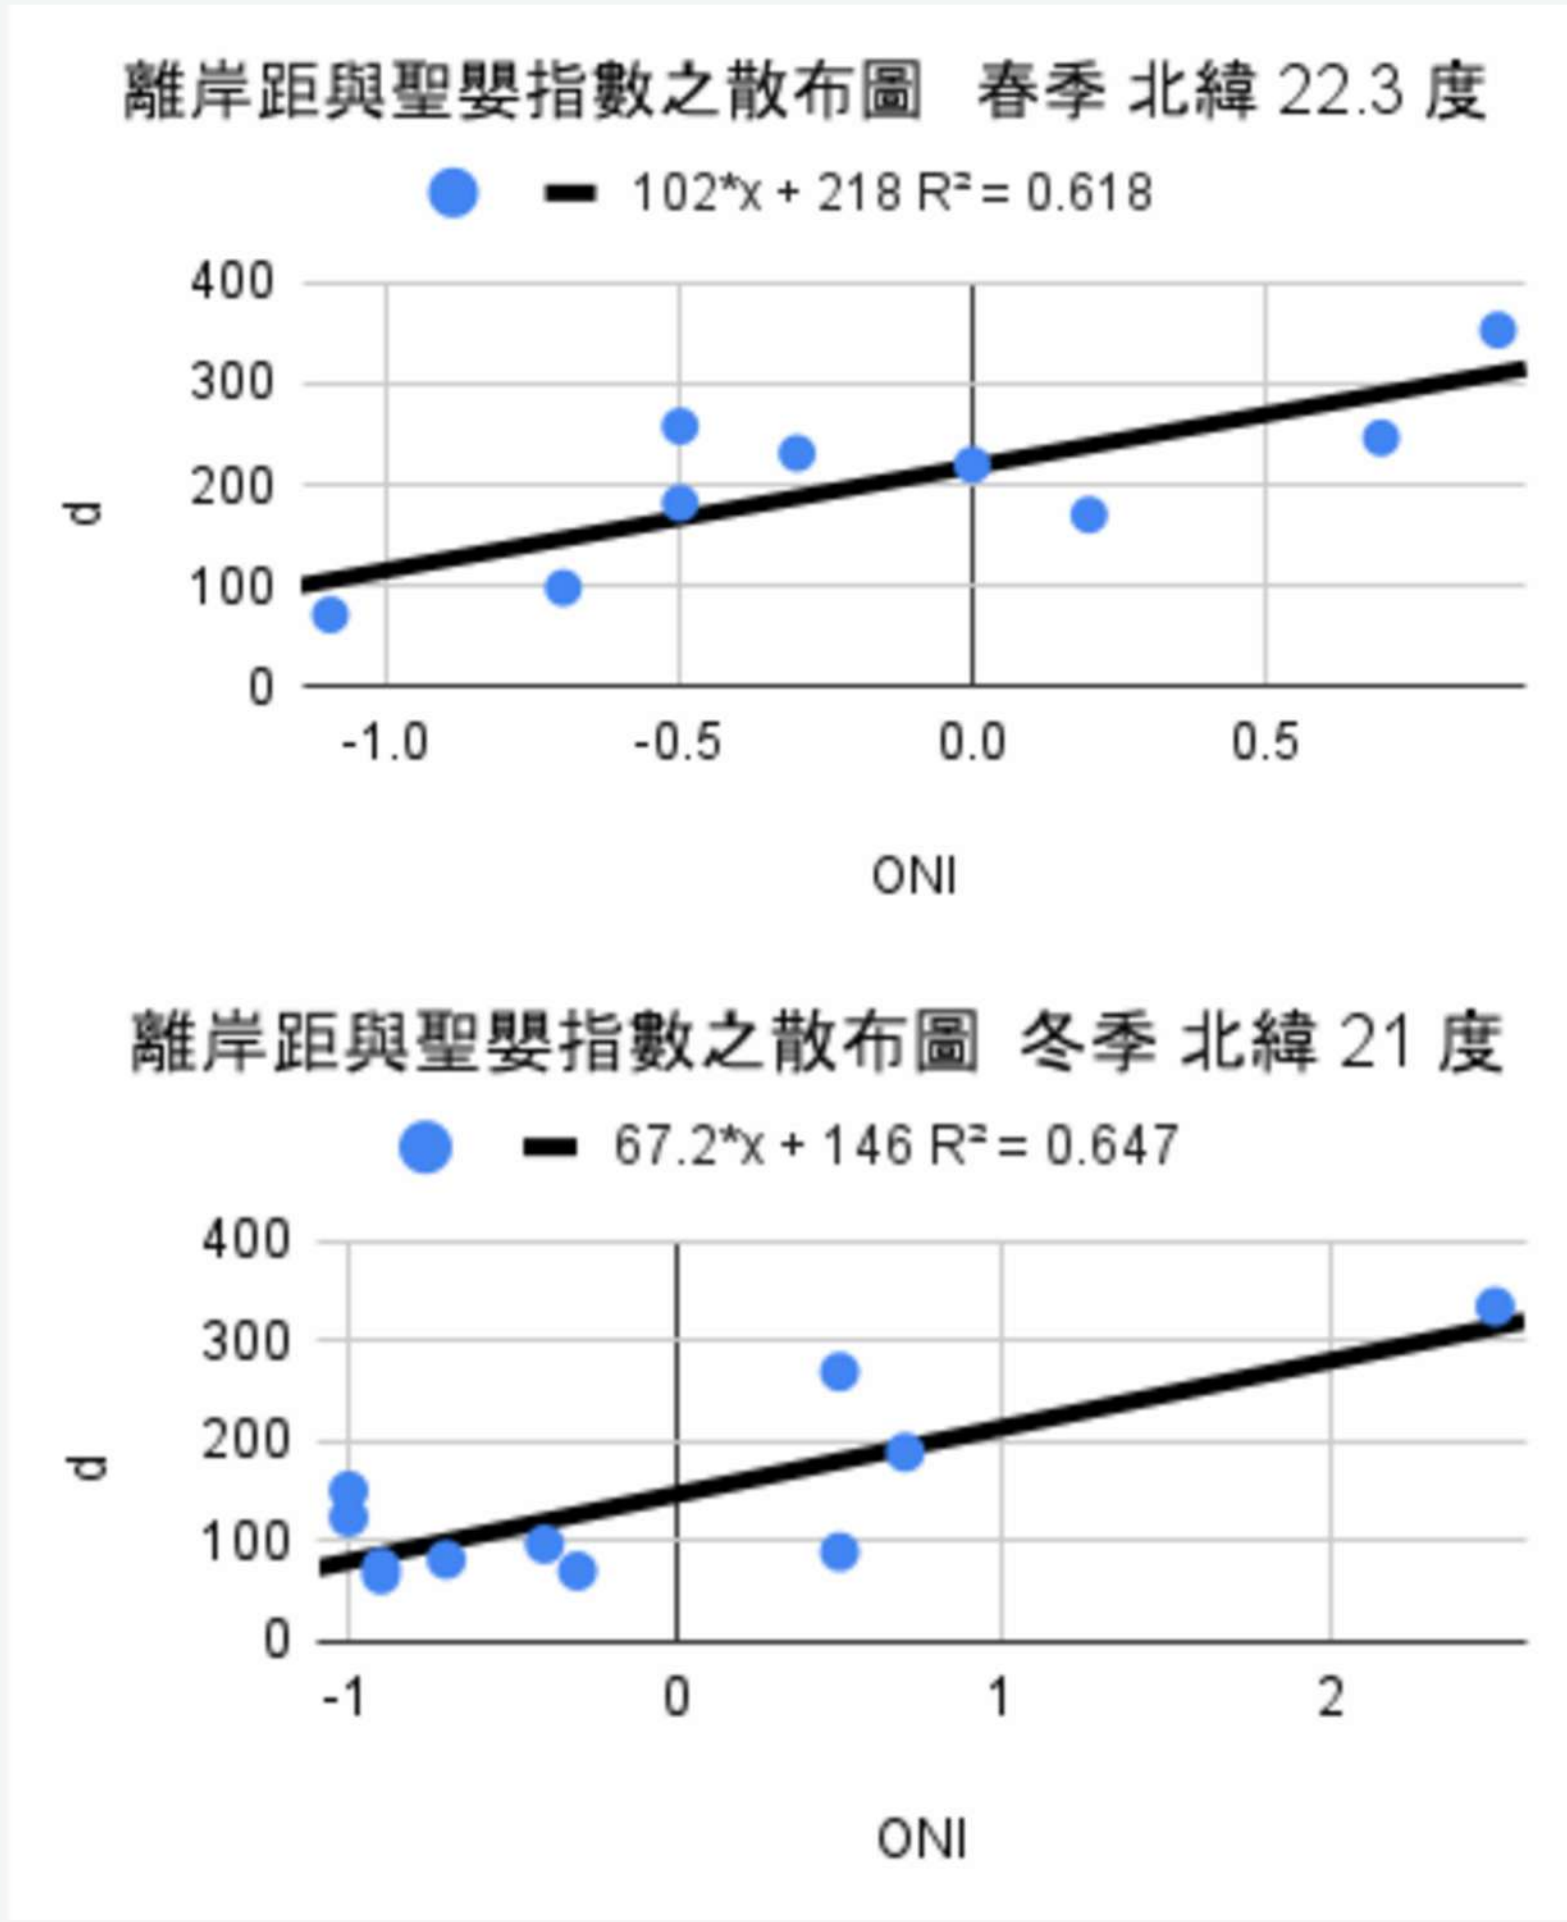 離岸距與聖嬰指數之散布圖 春季 北緯 22.3 度
102*x + 218 R² = 0.618
400
300
200
100
0
d
-1.0 -0.5 0.0 0.5
ONI
離岸距與聖嬰指數之散布圖 冬季 北緯 21 度
67.2*x + 146 R² = 0.647
400
300
200
100
0
d
-1 0 1 2
ONI